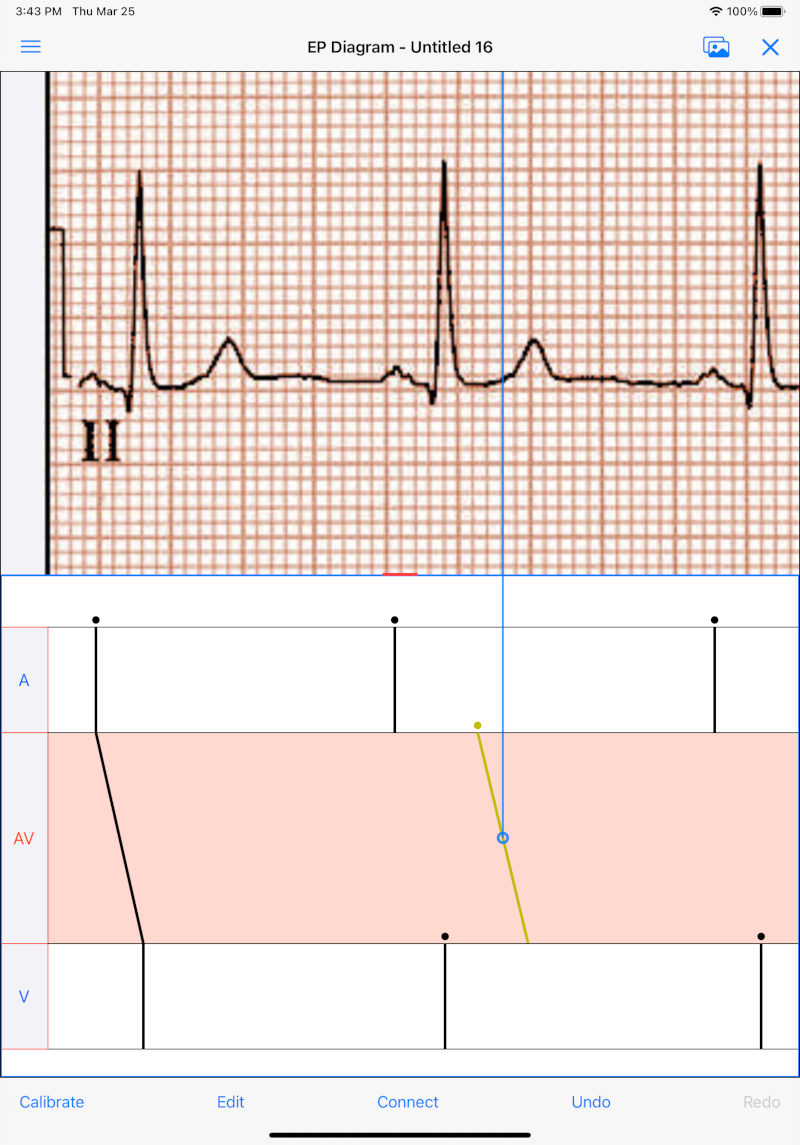 3:43 PM Thu Mar 25 100%
EP Diagram - Untitled 16
II
A
AV
V
Calibrate Edit Connect Undo Redo